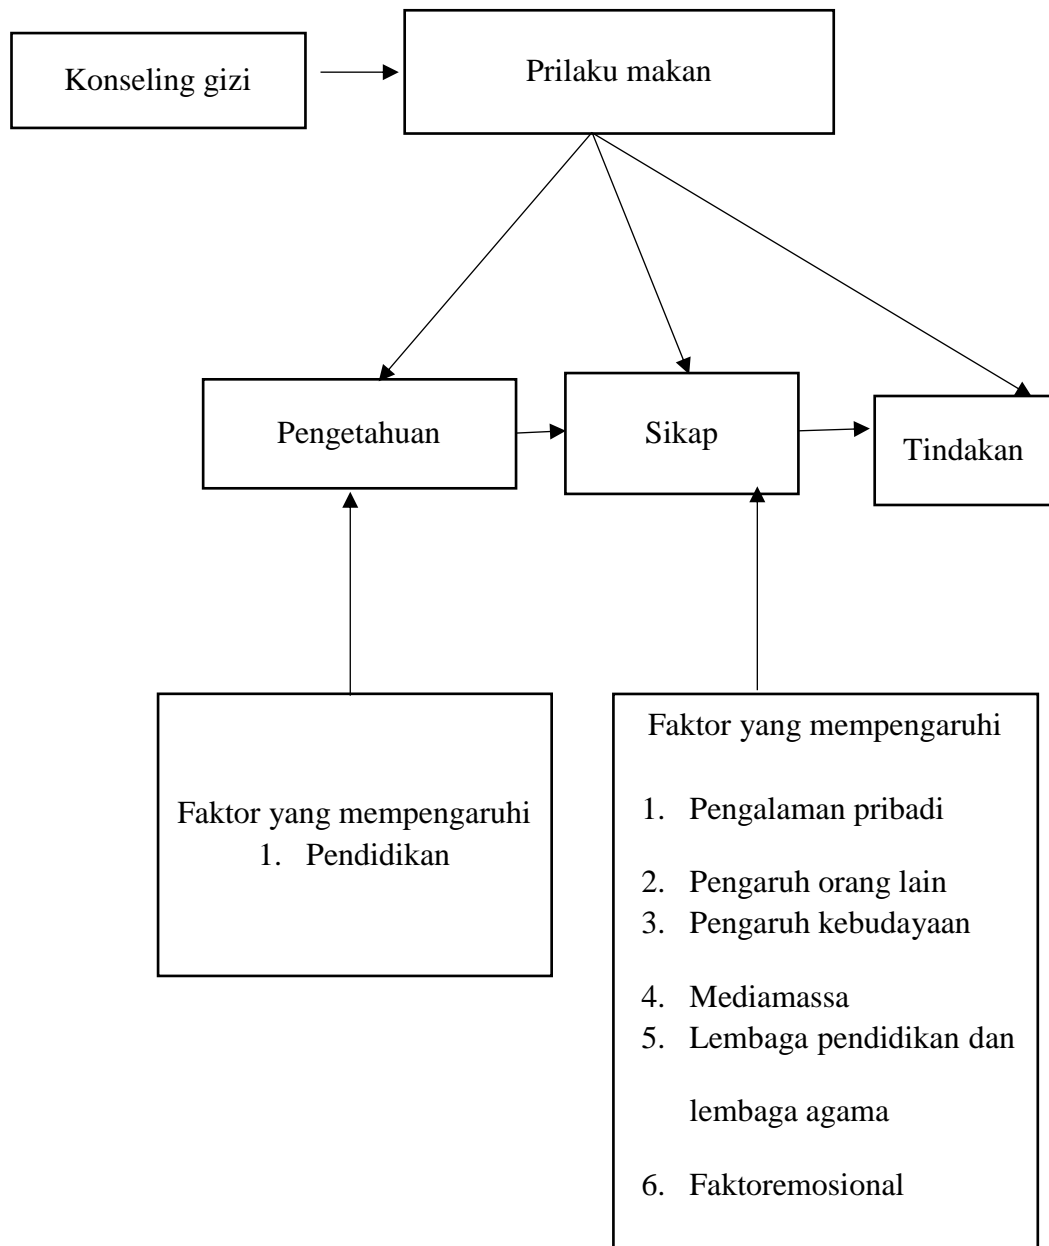 Konseling gizi
Prilaku makan
Pengetahuan
Sikap
Tindakan
Faktor yang mempengaruhi
1. Pendidikan
Faktor yang mempengaruhi
1. Pengalaman pribadi
2. Pengaruh orang lain
3. Pengaruh kebudayaan
4. Mediamassa
5. Lembaga pendidikan dan
lembaga agama
6. Faktoremosional